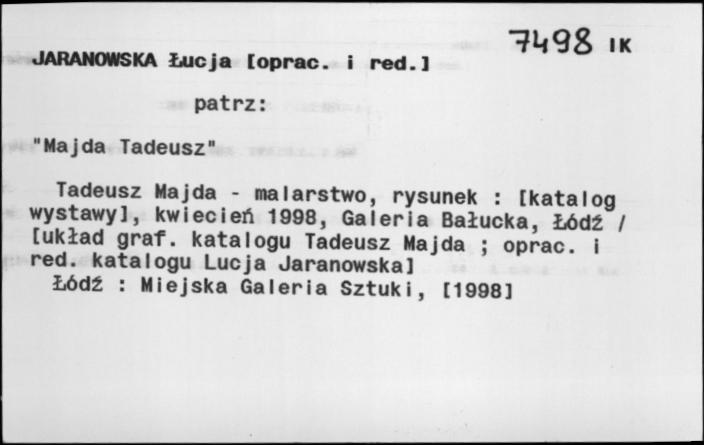 7498 IK
JARANOWSKA Łucja [oprac. i red.]
patrz:
"Majda Tadeusz"
Tadeusz Majda - malarstwo, rysunek : [katalog
wystawy], kwiecień 1998, Galeria Bałucka, Łódź /
[układ graf. katalogu Tadeusz Majda ; oprac. i
red. katalogu Lucja Jaranowska]
Łódź : Miejska Galeria Sztuki, [1998]